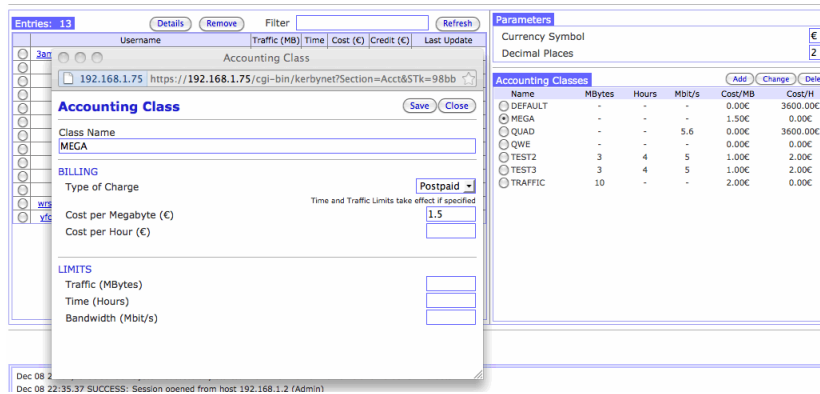 Entries: 13 Details Remove Filter Refresh
Username Traffic (MB) Time Cost (€) Credit (€) Last Update
Accounting Class
192.168.1.75 https://192.168.1.75/cgi-bin/kerbynet?Section=Acct&STk=98bb
Accounting Class Save Close
Class Name
MEGA
BILLING
Type of Charge Postpaid
Time and Traffic Limits take effect if specified
Cost per Megabyte (€) 1.5
Cost per Hour (€)
LIMITS
Traffic (MBytes)
Time (Hours)
Bandwidth (Mbit/s)
Parameters
Currency Symbol €
Decimal Places 2
Accounting Classes Add Change Dele
Name MBytes Hours Mbit/s Cost/MB Cost/H
DEFAULT - - - 0.00€ 3600.00€
MEGA - - - 1.50€ 0.00€
QUAD - - 5.6 0.00€ 3600.00€
QWE - - - 0.00€ 0.00€
TEST2 3 4 5 1.00€ 2.00€
TEST3 3 4 5 1.00€ 2.00€
TRAFFIC 10 - - 2.00€ 0.00€
Dec 08 2
Dec 08 22:35.37 SUCCESS: Session opened from host 192.168.1.2 (Admin)